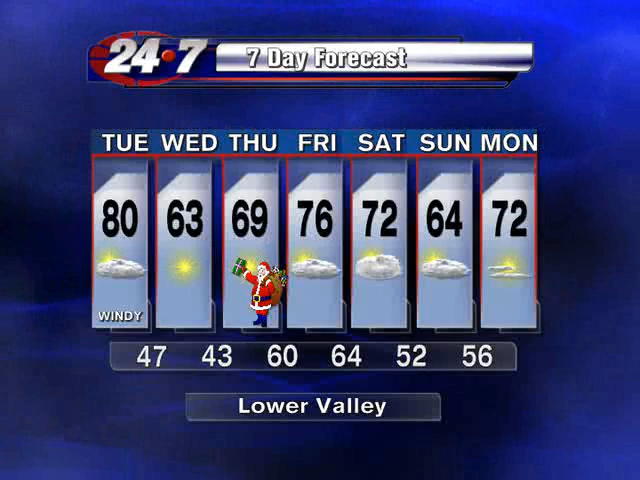 24·7 7 Day Forecast
TUE WED THU FRI SAT SUN MON
80 63 69 76 72 64 72
WINDY
47 43 60 64 52 56
Lower Valley